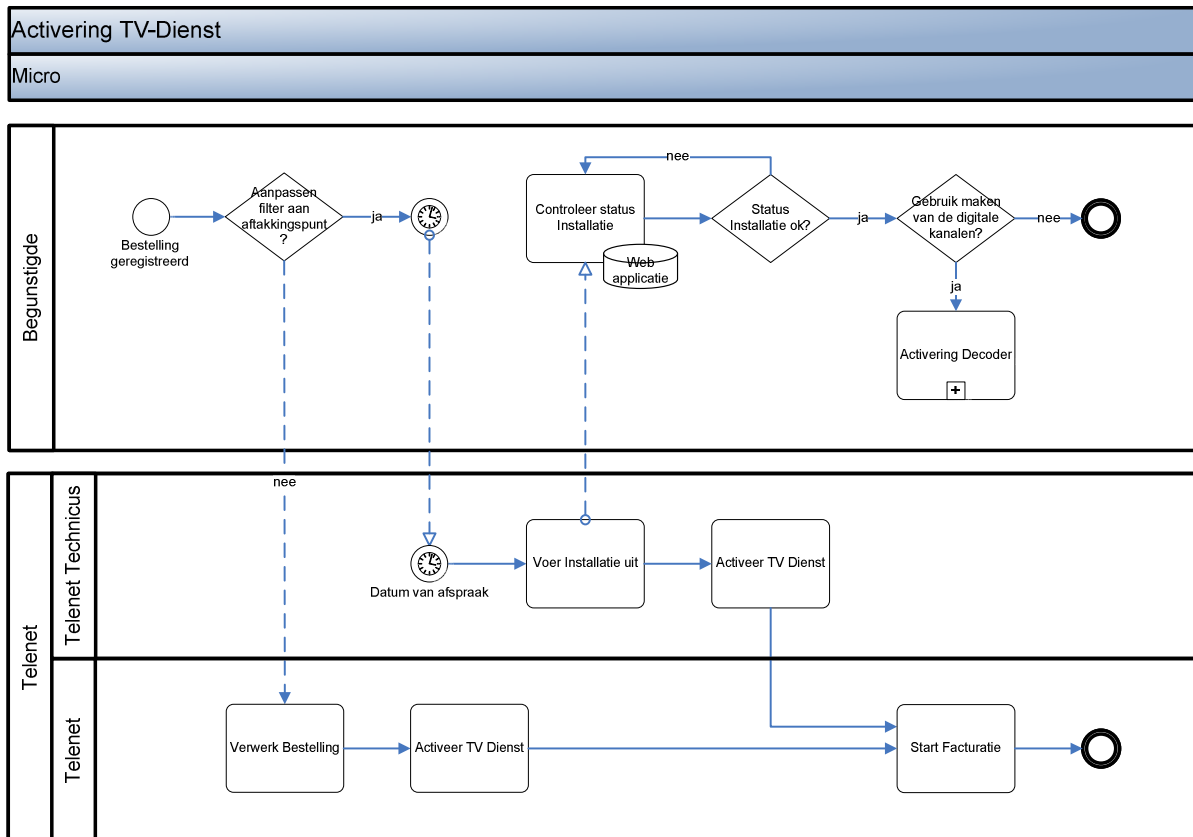 Activering TV-Dienst
Micro
Begunstigde
Bestelling
geregistreerd
Aanpassen
filter aan
aftakkingspunt
?
ja
nee
Controleer status
Installatie
Web
applicatie
nee
Status
Installatie ok?
ja
Gebruik maken
van de digitale
kanalen?
nee
ja
Activering Decoder
Telenet
Telenet Technicus
Datum van afspraak
Voer Installatie uit
Activeer TV Dienst
Telenet
Verwerk Bestelling
Activeer TV Dienst
Start Facturatie